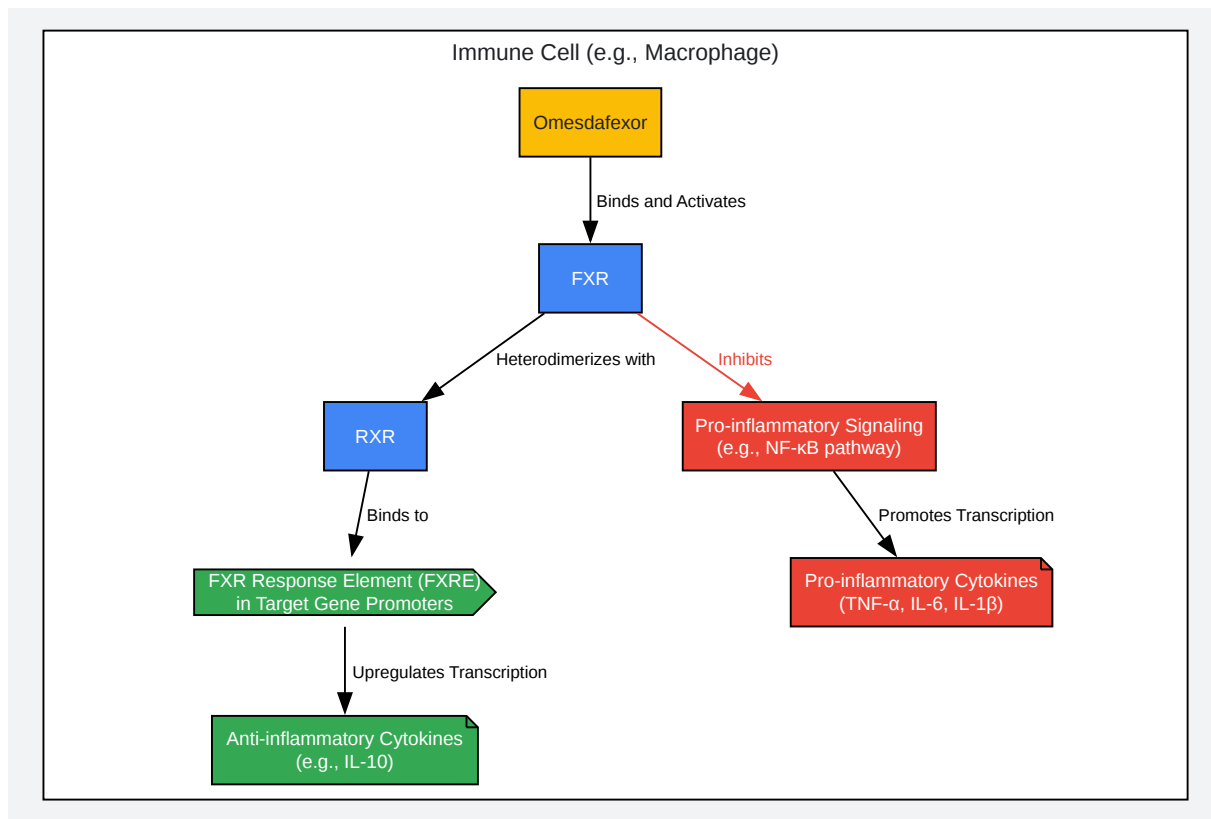 Immune Cell (e.g., Macrophage)
Omesdafexor
Binds and Activates
FXR
Heterodimerizes with
Inhibits
RXR
Pro-inflammatory Signaling
(e.g., NF-κB pathway)
Binds to
Promotes Transcription
FXR Response Element (FXRE)
in Target Gene Promoters
Pro-inflammatory Cytokines
(TNF-α, IL-6, IL-1β)
Upregulates Transcription
Anti-inflammatory Cytokines
(e.g., IL-10)